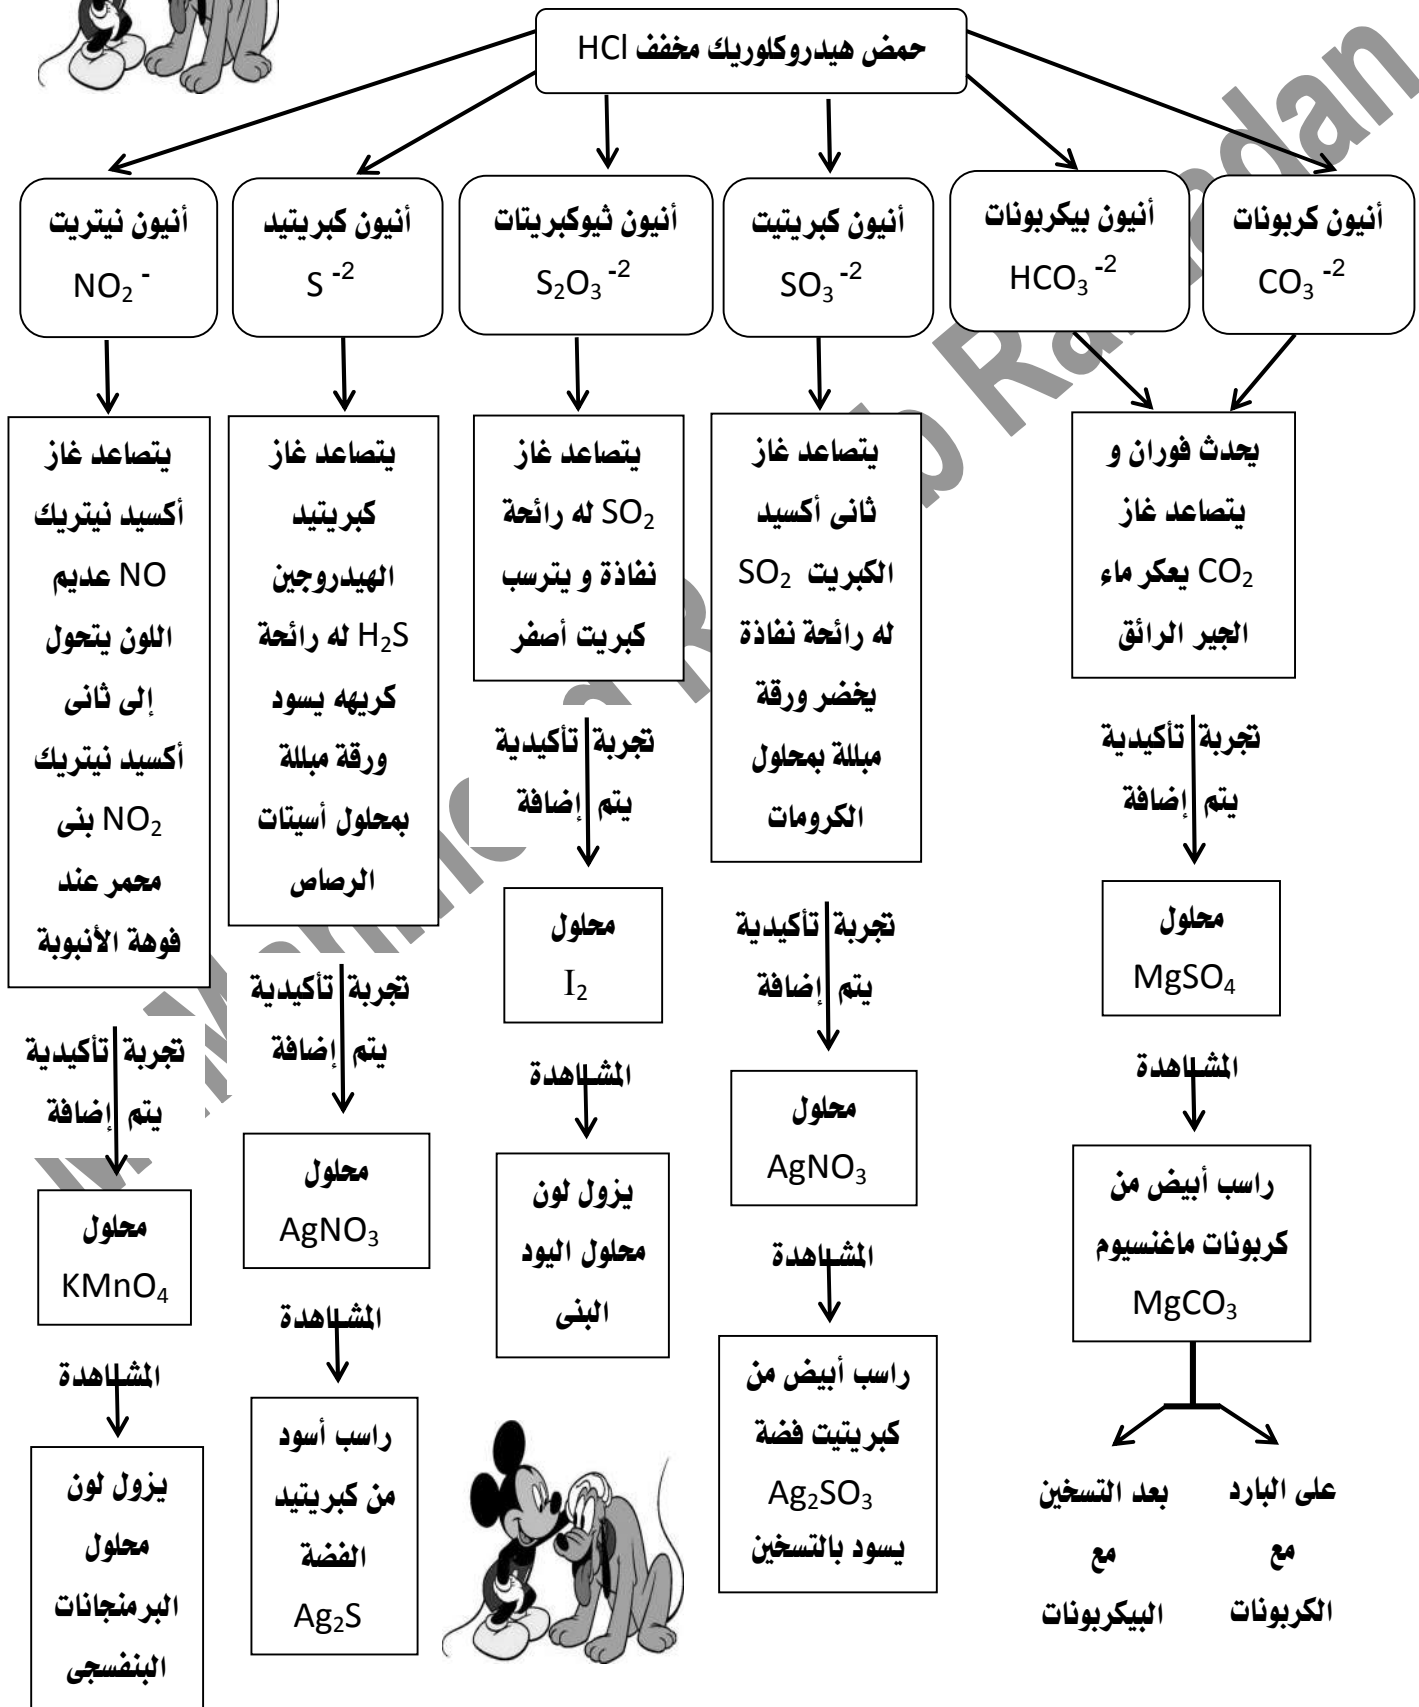 حمض هيدروكلوريك مخفف HCl
أنيون كربونات
CO₃ ⁻²
أنيون بيكربونات
HCO₃ ⁻²
أنيون كبريتيت
SO₃ ⁻²
أنيون ثيوكبريتات
S₂O₃ ⁻²
أنيون كبريتيد
S ⁻²
أنيون نيتريت
NO₂ ⁻
يحدث فوران و
يتصاعد غاز
CO₂ يعكر ماء
الجير الرائق
تجربة تأكيدية
يتم إضافة
محلول
MgSO₄
المشاهدة
راسب أبيض من
كربونات ماغنسيوم
MgCO₃
على البارد
مع
الكربونات
بعد التسخين
مع
البيكربونات
يتصاعد غاز
ثانى أكسيد
الكبريت SO₂
له رائحة نفاذة
يخضر ورقة
مبللة بمحلول
الكرومات
تجربة تأكيدية
يتم إضافة
محلول
AgNO₃
المشاهدة
راسب أبيض من
كبريتيت فضة
Ag₂SO₃
يسود بالتسخين
يتصاعد غاز
SO₂ له رائحة
نفاذة و يترسب
كبريت أصفر
تجربة تأكيدية
يتم إضافة
محلول
I₂
المشاهدة
يزول لون
محلول اليود
البنى
يتصاعد غاز
كبريتيد
الهيدروجين
H₂S له رائحة
كريهه يسود
ورقة مبللة
بمحلول أسيتات
الرصاص
تجربة تأكيدية
يتم إضافة
محلول
AgNO₃
المشاهدة
راسب أسود
من كبريتيد
الفضة
Ag₂S
يتصاعد غاز
أكسيد نيتريك
NO عديم
اللون يتحول
إلى ثانى
أكسيد نيتريك
NO₂ بنى
محمر عند
فوهة الأنبوبة
تجربة تأكيدية
يتم إضافة
محلول
KMnO₄
المشاهدة
يزول لون
محلول
البرمنجانات
البنفسجى